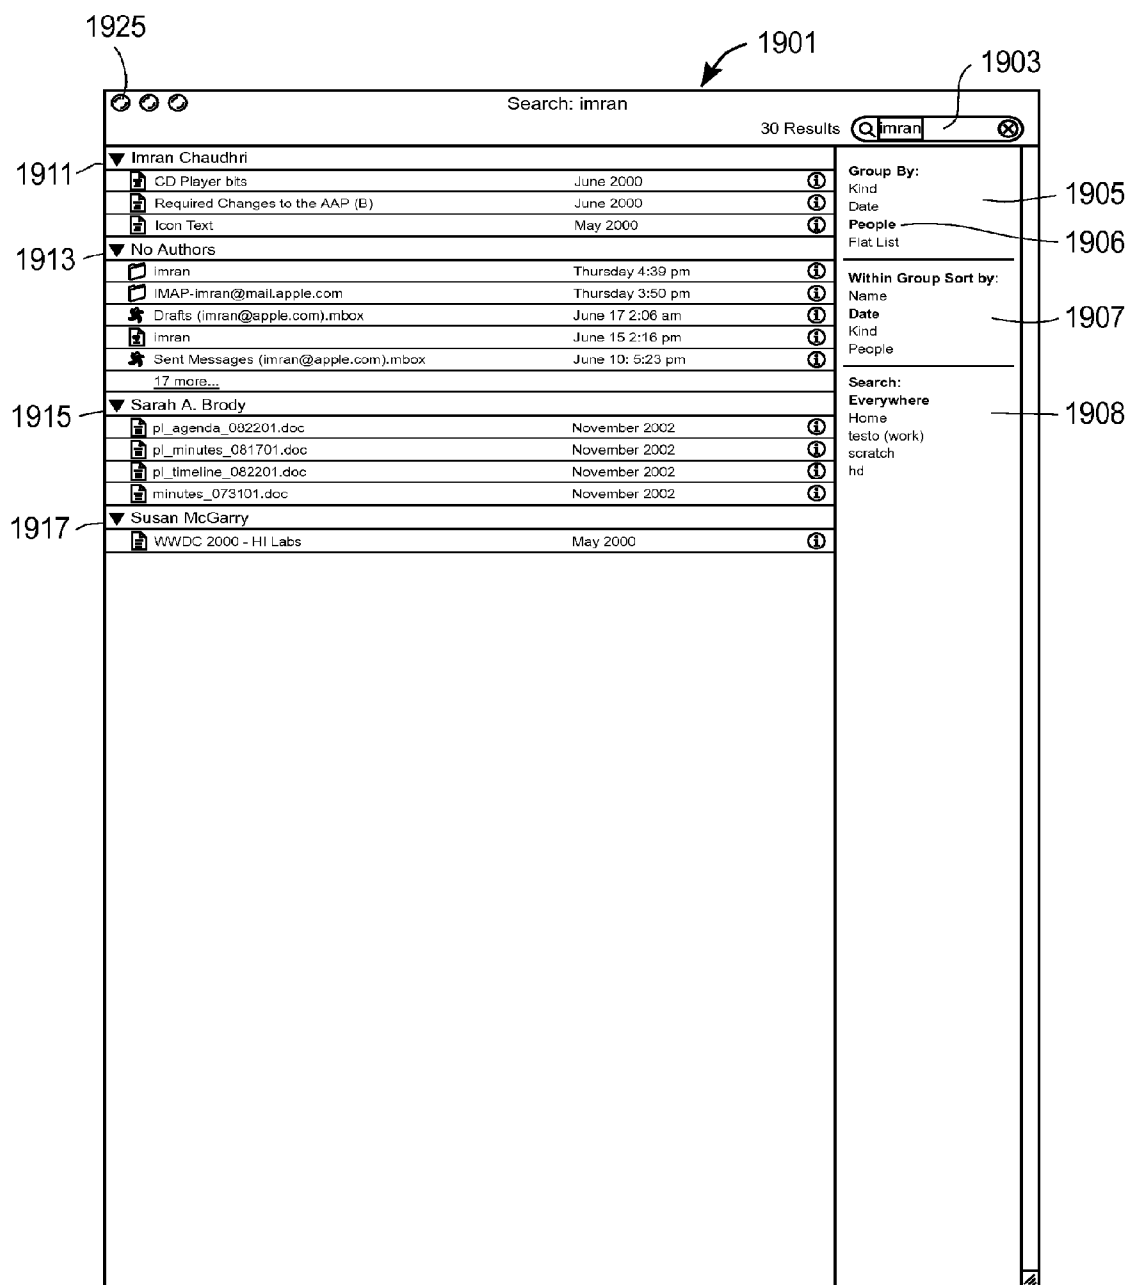 1925
1901
1903
Search: imran
30 Results
imran
1911
Imran Chaudhri
CD Player bits June 2000
Required Changes to the AAP (B) June 2000
Icon Text May 2000
1913
No Authors
imran Thursday 4:39 pm
IMAP-imran@mail.apple.com Thursday 3:50 pm
Drafts (imran@apple.com).mbox June 17 2:06 am
imran June 15 2:16 pm
Sent Messages (imran@apple.com).mbox June 10: 5:23 pm
17 more...
1915
Sarah A. Brody
pl_agenda_082201.doc November 2002
pl_minutes_081701.doc November 2002
pl_timeline_082201.doc November 2002
minutes_073101.doc November 2002
1917
Susan McGarry
WWDC 2000 - HI Labs May 2000
Group By:
Kind
Date
People
Flat List
1905
1906
Within Group Sort by:
Name
Date
Kind
People
1907
Search:
Everywhere
Home
testo (work)
scratch
hd
1908